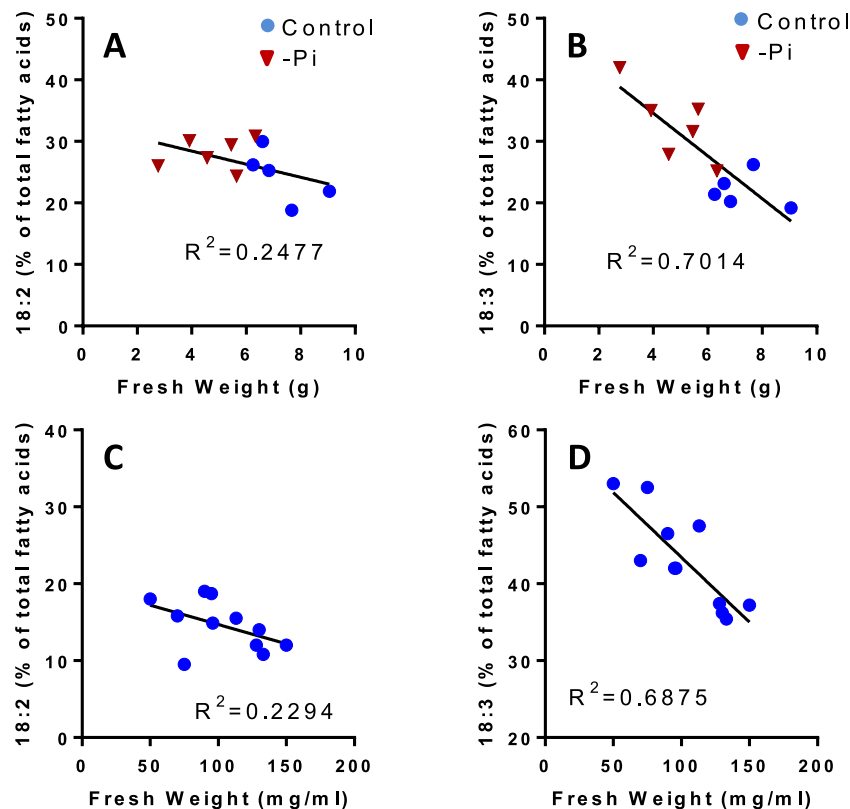 A
Control
-Pi
18:2 (% of total fatty acids)
50
40
30
20
10
0
R²=0.2477
0 2 4 6 8 10
Fresh Weight (g)
B
Control
-Pi
18:3 (% of total fatty acids)
50
40
30
20
10
0
R²=0.7014
0 2 4 6 8 10
Fresh Weight (g)
C
18:2 (% of total fatty acids)
40
30
20
10
0
R²=0.2294
0 50 100 150 200
Fresh Weight (mg/ml)
D
18:3 (% of total fatty acids)
60
50
40
30
20
R²=0.6875
0 50 100 150 200
Fresh Weight (mg/ml)